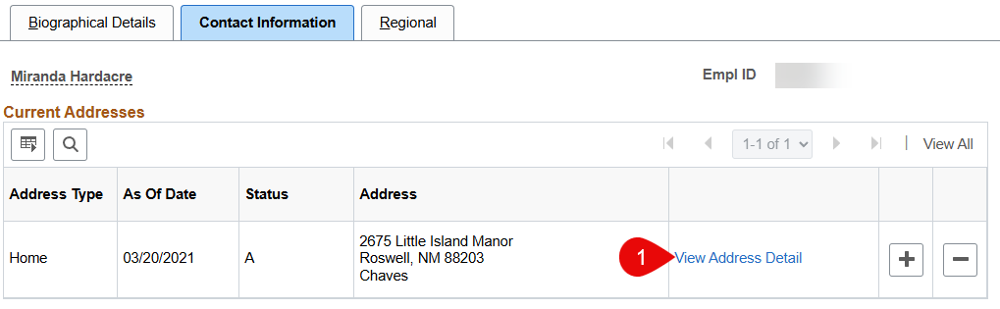 Biographical Details
Contact Information
Regional
Miranda Hardacre
Empl ID
Current Addresses
1-1 of 1
View All
Address Type
As Of Date
Status
Address
Home
03/20/2021
A
2675 Little Island Manor
Roswell, NM 88203
Chaves
1
View Address Detail